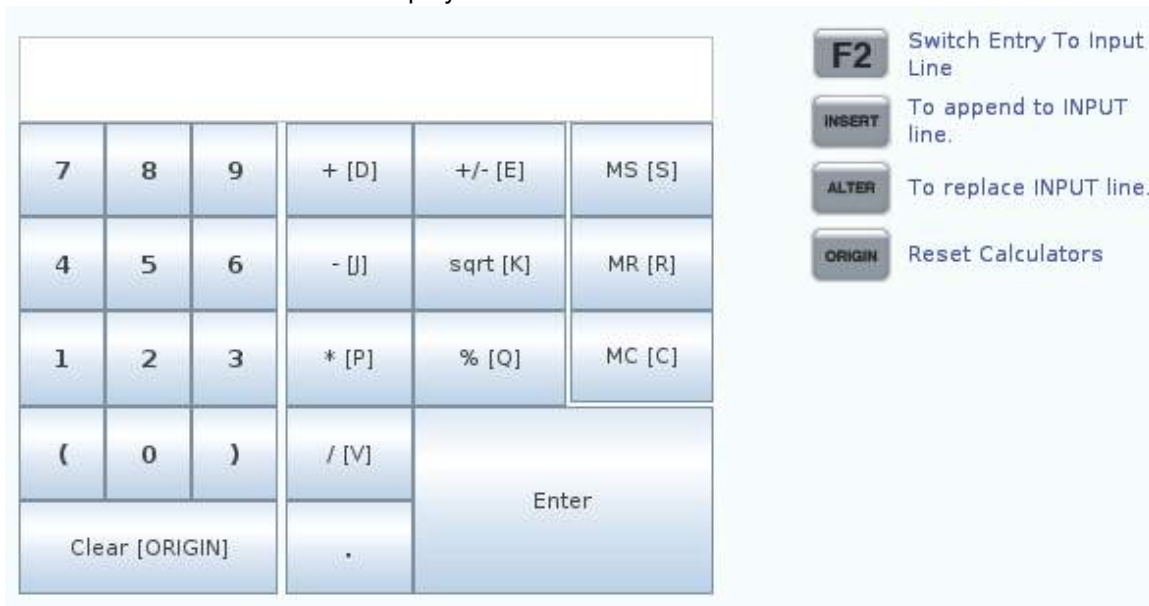 7 8 9 + [D] +/- [E] MS [S]
4 5 6 - [J] sqrt [K] MR [R]
1 2 3 * [P] % [Q] MC [C]
( 0 ) / [V]
Enter
Clear [ORIGIN] .
F2 Switch Entry To Input
Line
INSERT To append to INPUT
line.
ALTER To replace INPUT line.
ORIGIN Reset Calculators